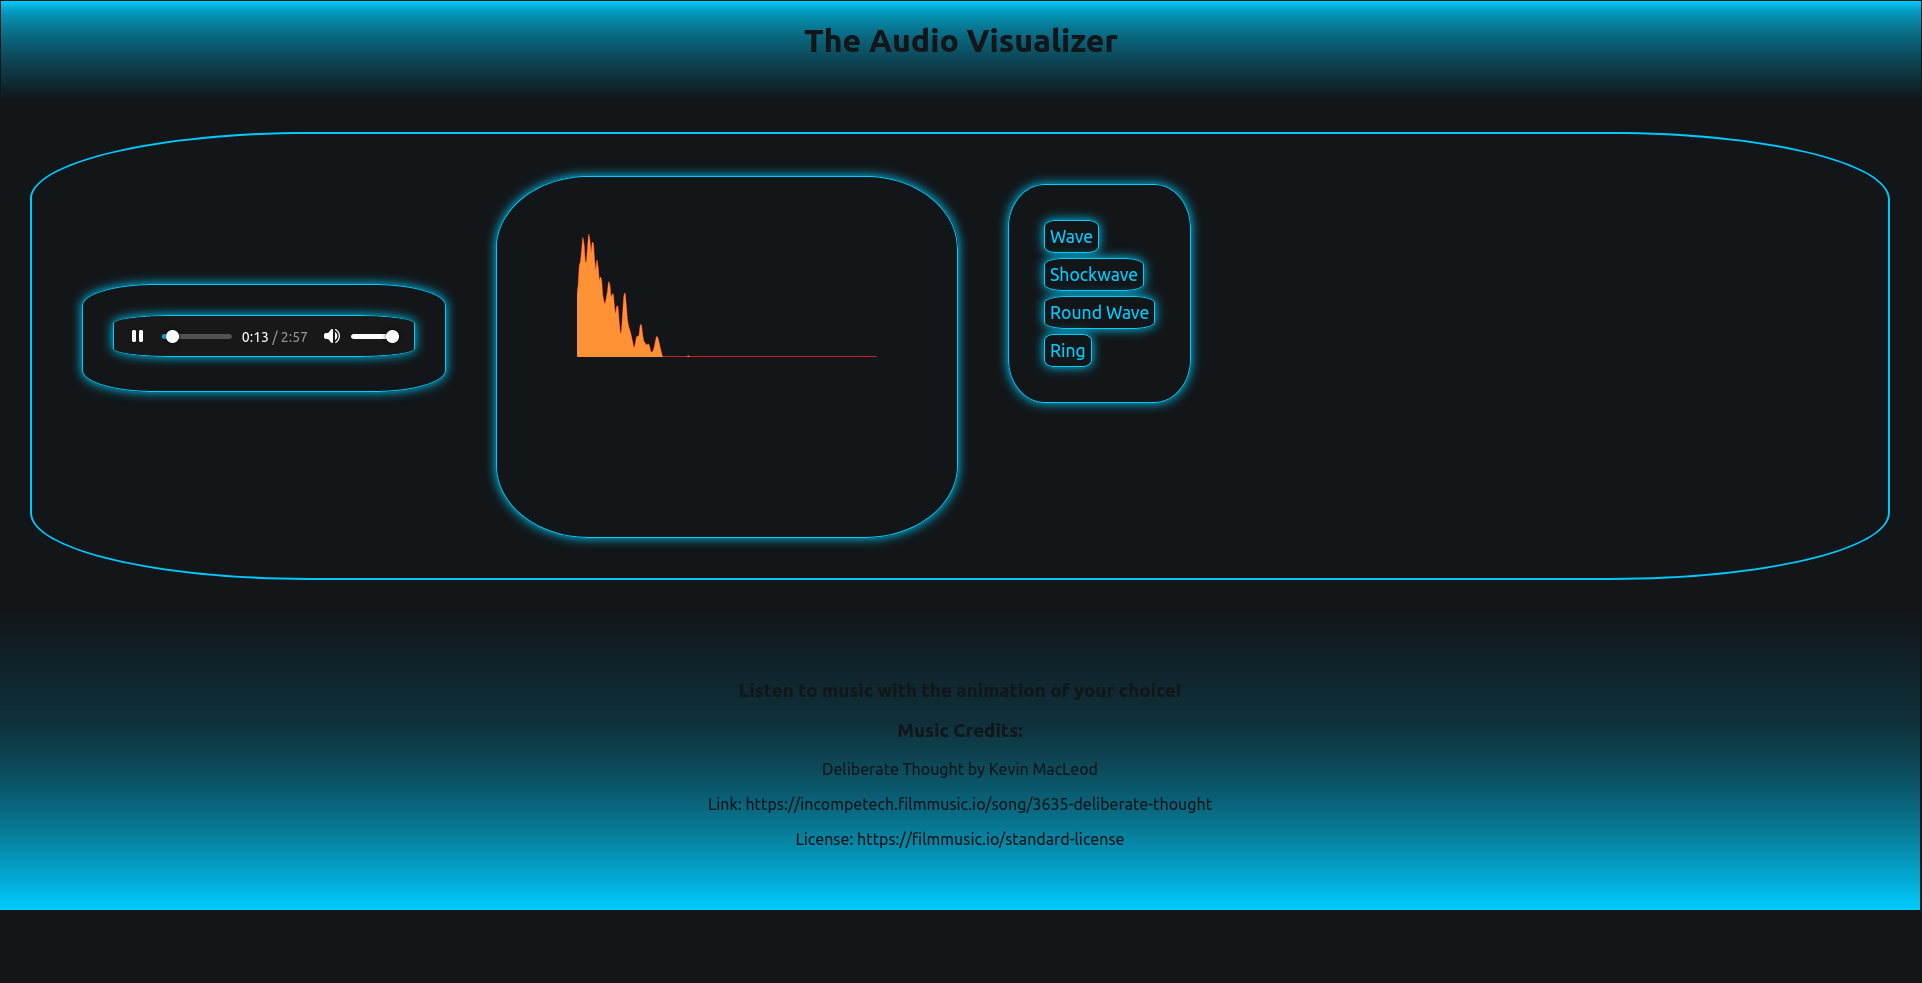 The Audio Visualizer
0:13 / 2:57
Wave
Shockwave
Round Wave
Ring
Listen to music with the animation of your choice!
Music Credits:
Deliberate Thought by Kevin MacLeod
Link: https://incompetech.filmmusic.io/song/3635-deliberate-thought
License: https://filmmusic.io/standard-license